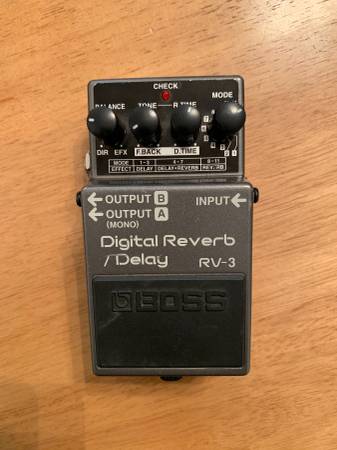 CHECK
BALANCE TONE R.TIME MODE
DIR EFX F.BACK D.TIME
MODE 1-3 4-7 8-11
EFFECT DELAY DELAY+REVERB REVERB
OUTPUT B INPUT
OUTPUT A
(MONO)
Digital Reverb
/Delay RV-3
BOSS